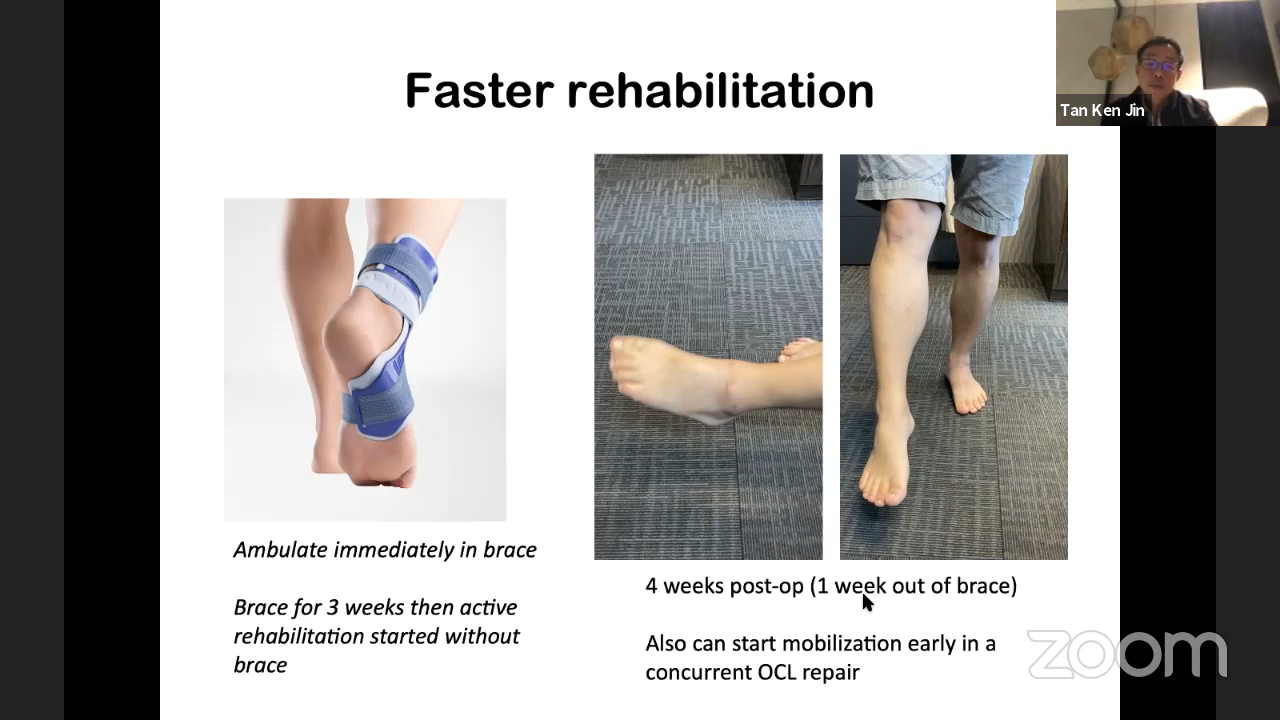 Faster rehabilitation
Tan Ken Jin
Ambulate immediately in brace
Brace for 3 weeks then active
rehabilitation started without
brace
4 weeks post-op (1 week out of brace)
Also can start mobilization early in a
concurrent OCL repair
zoom